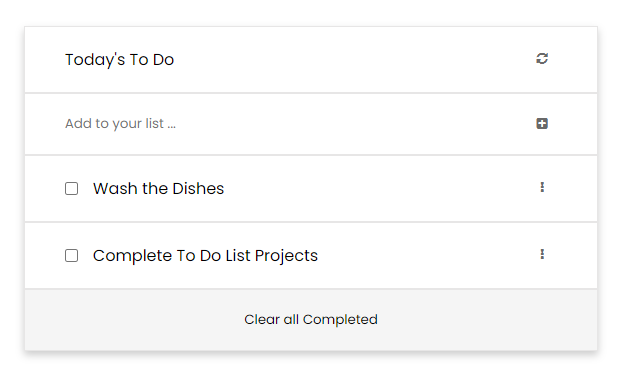 Today's To Do
Add to your list ...
Wash the Dishes
Complete To Do List Projects
Clear all Completed